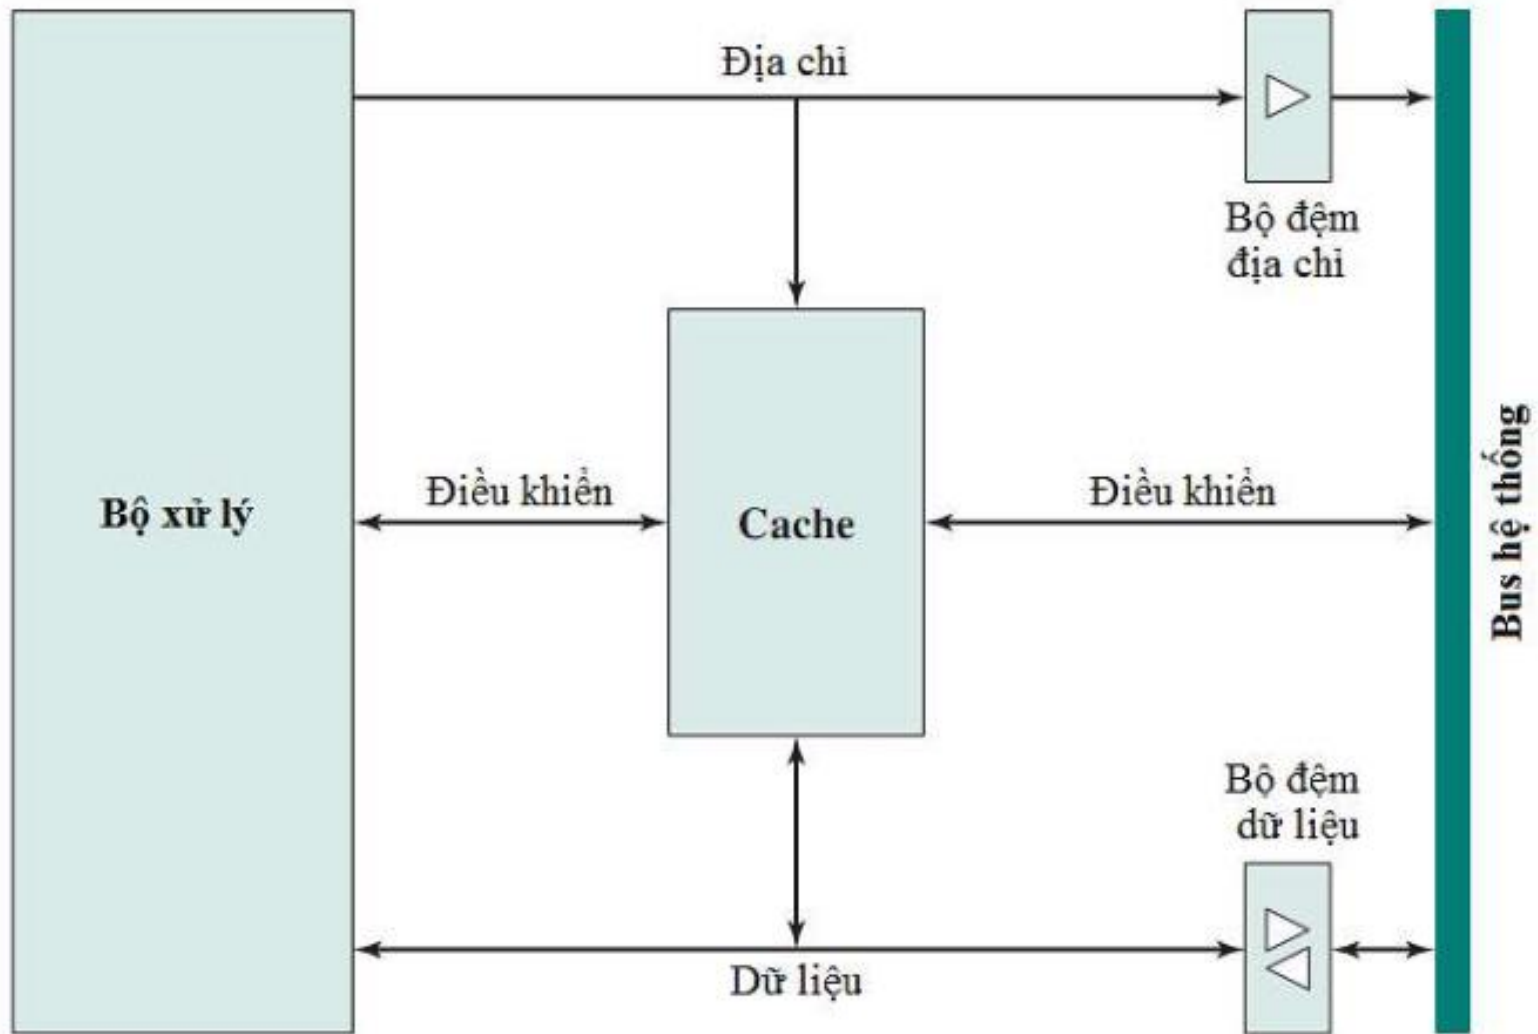 Địa chỉ
Bộ đệm
địa chỉ
Bộ xử lý
Điều khiển
Cache
Điều khiển
Bus hệ thống
Bộ đệm
dữ liệu
Dữ liệu